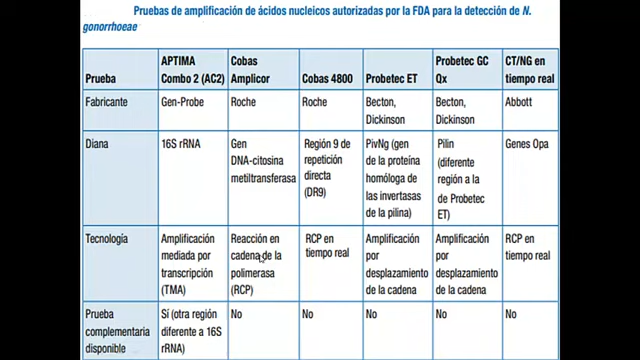 Pruebas de amplificación de ácidos nucleicos autorizadas por la FDA para la detección de N.
gonorrhoeae
Prueba
APTIMA
Combo 2 (AC2)
Cobas
Amplicor
Cobas 4800
Probetec ET
Probetec GC
Qx
CT/NG en
tiempo real
Fabricante
Gen-Probe
Roche
Roche
Becton,
Dickinson
Becton,
Dickinson
Abbott
Diana
16S rRNA
Gen
DNA-citosina
metiltransferasa
Región 9 de
repetición
directa
(DR9)
PivNg (gen
de la proteína
homóloga de
las invertasas
de la pilina)
Pilin
(diferente
región a la
de Probetec
ET)
Genes Opa
Tecnología
Amplificación
mediada por
transcripción
(TMA)
Reacción en
cadena de la
polimerasa
(RCP)
RCP en
tiempo real
Amplificación
por
desplazamiento
de la cadena
Amplificación
por
desplazamiento
de la cadena
RCP en
tiempo real
Prueba
complementaria
disponible
Sí (otra región
diferente a 16S
rRNA)
No
No
No
No
No